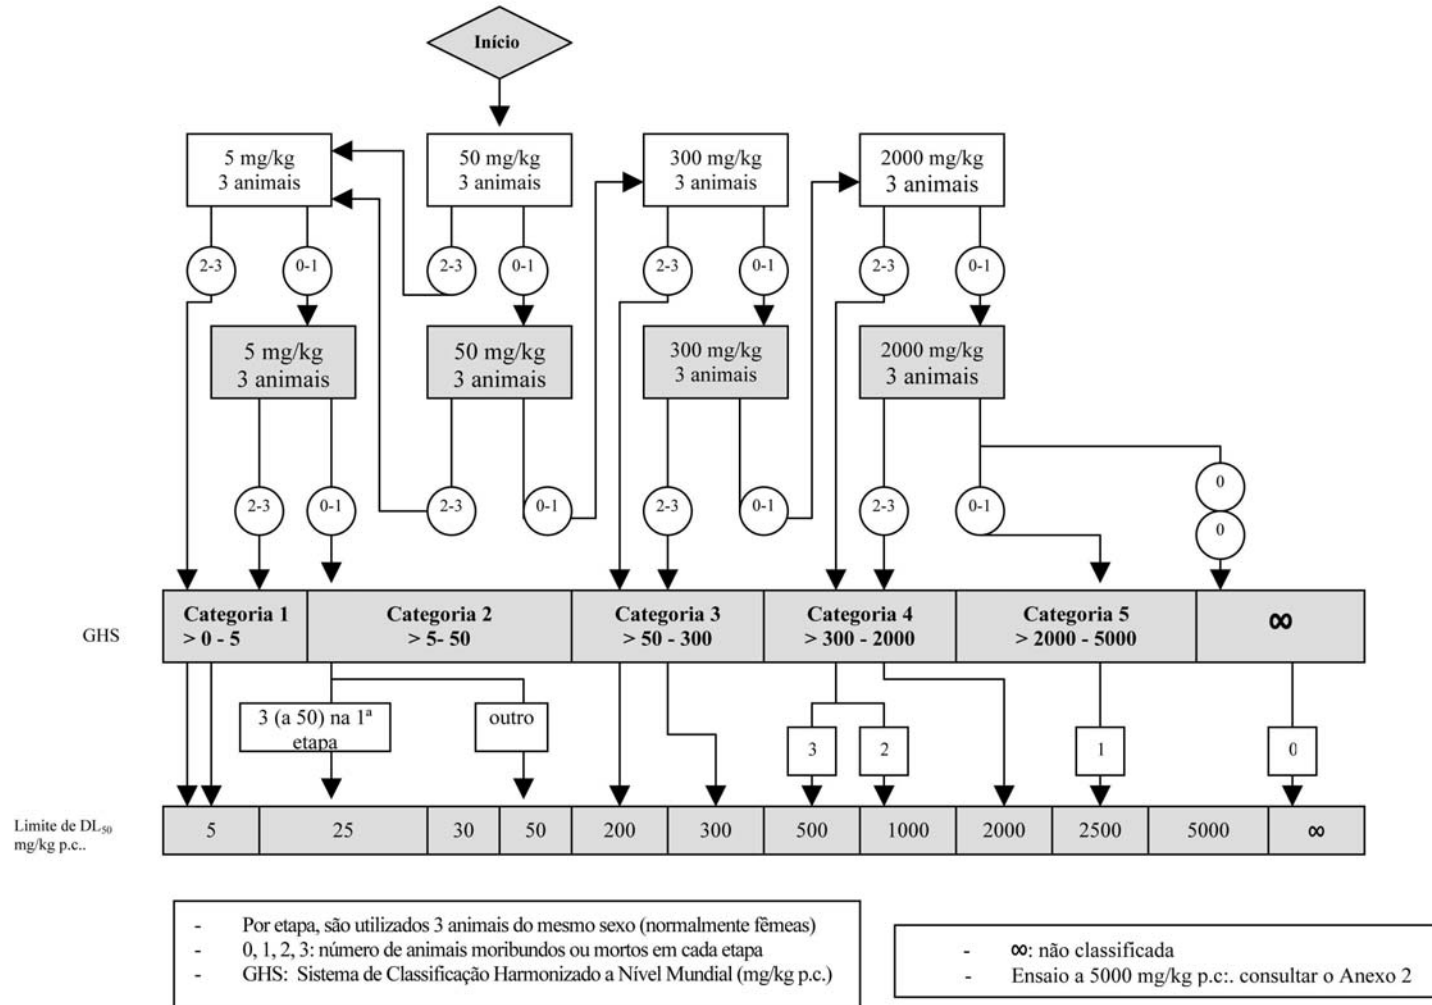 Início
5 mg/kg
3 animais
50 mg/kg
3 animais
300 mg/kg
3 animais
2000 mg/kg
3 animais
2-3
0-1
2-3
0-1
2-3
0-1
2-3
0-1
5 mg/kg
3 animais
50 mg/kg
3 animais
300 mg/kg
3 animais
2000 mg/kg
3 animais
2-3
0-1
2-3
0-1
2-3
0-1
2-3
0-1
0
0
GHS
Categoria 1
> 0 - 5
Categoria 2
> 5- 50
Categoria 3
> 50 - 300
Categoria 4
> 300 - 2000
Categoria 5
> 2000 - 5000
∞
3 (a 50) na 1ª
etapa
outro
3
2
1
0
Limite de DL₅₀
mg/kg p.c..
5
25
30
50
200
300
500
1000
2000
2500
5000
∞
- Por etapa, são utilizados 3 animais do mesmo sexo (normalmente fêmeas)
- 0, 1, 2, 3: número de animais moribundos ou mortos em cada etapa
- GHS: Sistema de Classificação Harmonizado a Nível Mundial (mg/kg p.c.)
- ∞: não classificada
- Ensaio a 5000 mg/kg p.c:. consultar o Anexo 2